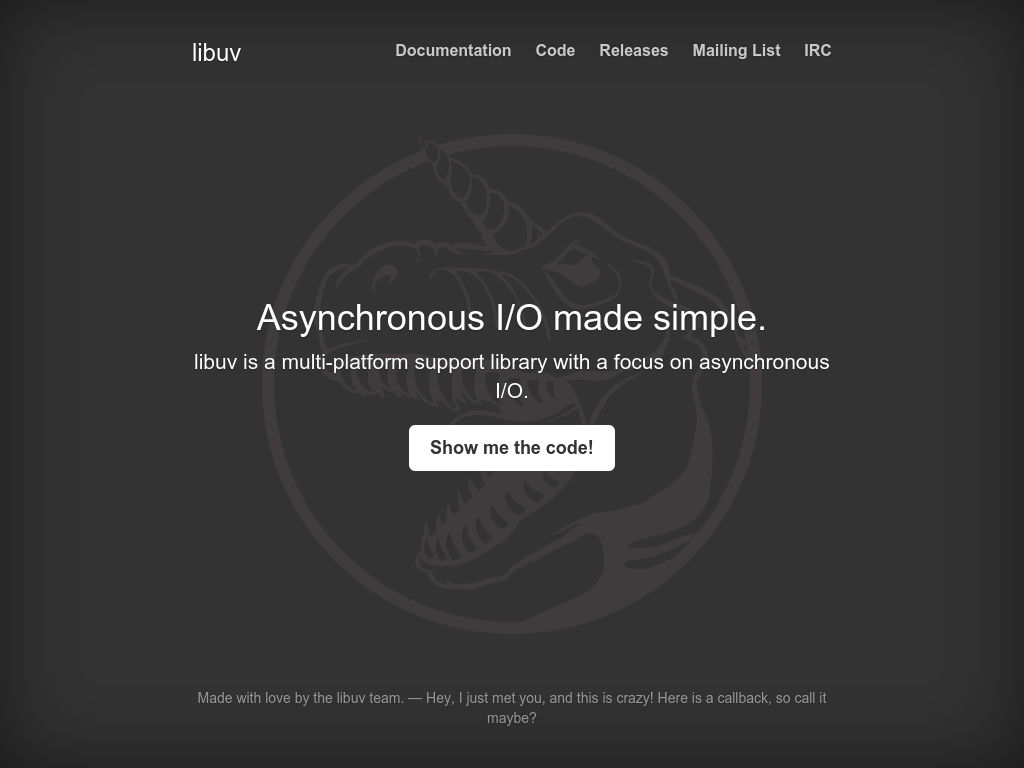 libuv
Documentation Code Releases Mailing List IRC
Asynchronous I/O made simple.
libuv is a multi-platform support library with a focus on asynchronous
I/O.
Show me the code!
Made with love by the libuv team. — Hey, I just met you, and this is crazy! Here is a callback, so call it
maybe?